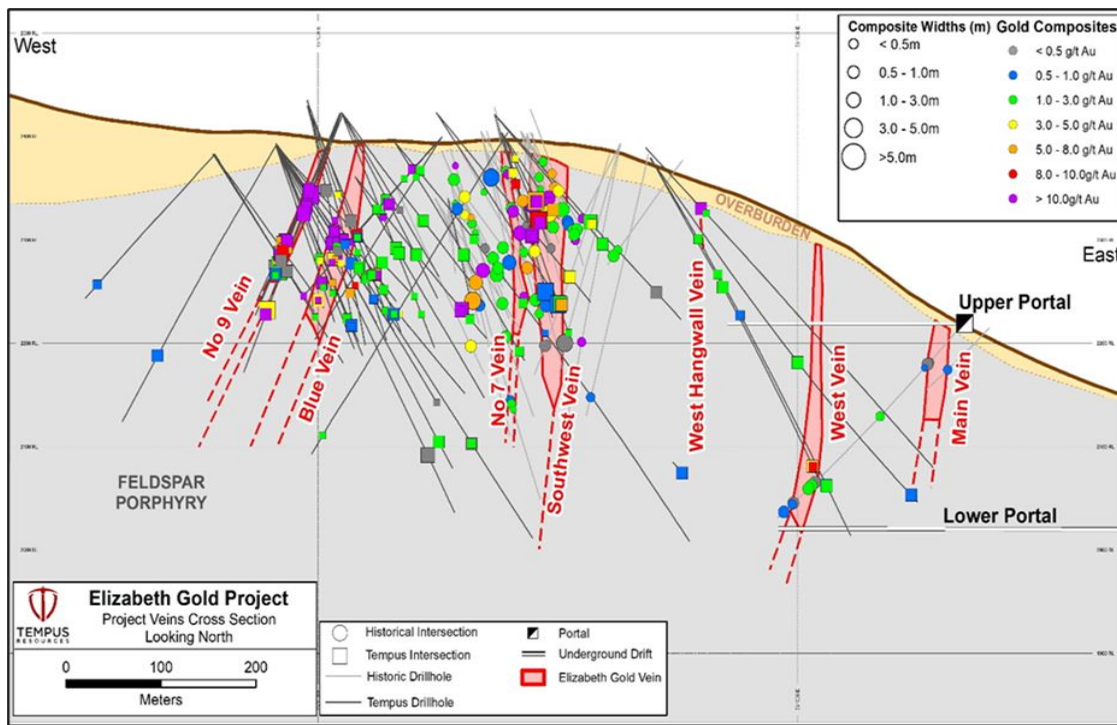 West
East
Composite Widths (m)
< 0.5m
0.5 - 1.0m
1.0 - 3.0m
3.0 - 5.0m
>5.0m
Gold Composites
< 0.5 g/t Au
0.5 - 1.0 g/t Au
1.0 - 3.0 g/t Au
3.0 - 5.0 g/t Au
5.0 - 8.0 g/t Au
8.0 - 10.0g/t Au
> 10.0g/t Au
OVERBURDEN
Upper Portal
No 9 Vein
Blue Vein
No 7 Vein
Southwest Vein
West Hangwall Vein
West Vein
Main Vein
FELDSPAR
PORPHYRY
Lower Portal
TEMPUS
RESOURCES
Elizabeth Gold Project
Project Veins Cross Section
Looking North
0 100 200
Meters
Historical Intersection
Tempus Intersection
Historic Drillhole
Tempus Drillhole
Portal
Underground Drift
Elizabeth Gold Vein